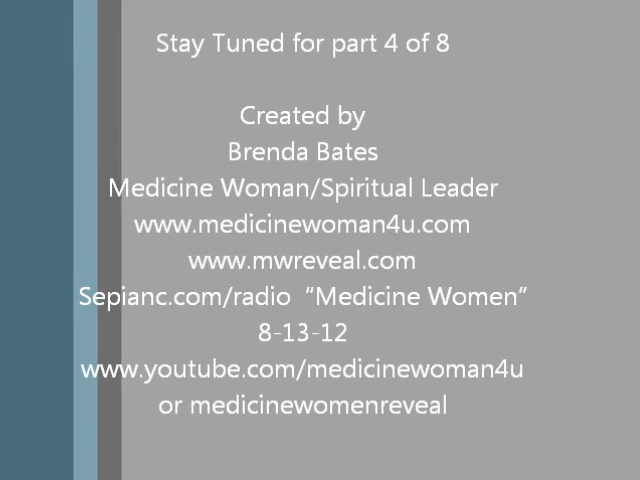 Stay Tuned for part 4 of 8
Created by
Brenda Bates
Medicine Woman/Spiritual Leader
www.medicinewoman4u.com
www.mwreveal.com
Sepianc.com/radio “Medicine Women”
8-13-12
www.youtube.com/medicinewoman4u
or medicinewomenreveal